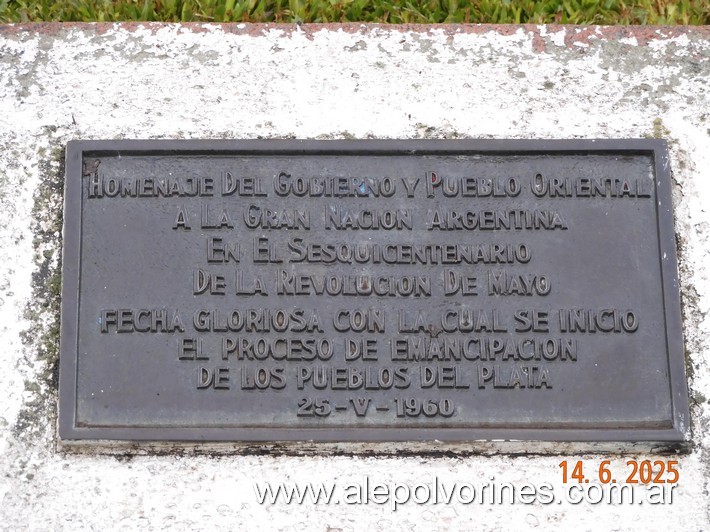 HOMENAJE DEL GOBIERNO Y PUEBLO ORIENTAL
A LA GRAN NACION ARGENTINA
EN EL SESQUICENTENARIO
DE LA REVOLUCION DE MAYO
FECHA GLORIOSA CON LA CUAL SE INICIO
EL PROCESO DE EMANCIPACION
DE LOS PUEBLOS DEL PLATA
25-V-1960
14. 6. 2025
www.alepolvorines.com.ar